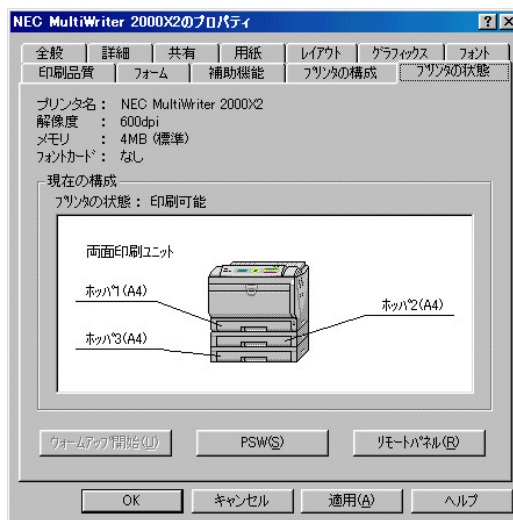 NEC MultiWriter 2000X2のプロパティ
全般 詳細 共有 用紙 レイアウト グラフィックス フォント
印刷品質 フォーム 補助機能 プリンタの構成 プリンタの状態
プリンタ名： NEC MultiWriter 2000X2
解像度 ： 600dpi
メモリ ： 4MB (標準)
フォントカード： なし
現在の構成
プリンタの状態： 印刷可能
両面印刷ユニット
ホッパ1(A4)
ホッパ2(A4)
ホッパ3(A4)
ウォームアップ開始(U) PSW(S) リモートパネル(R)
OK キャンセル 適用(A) ヘルプ